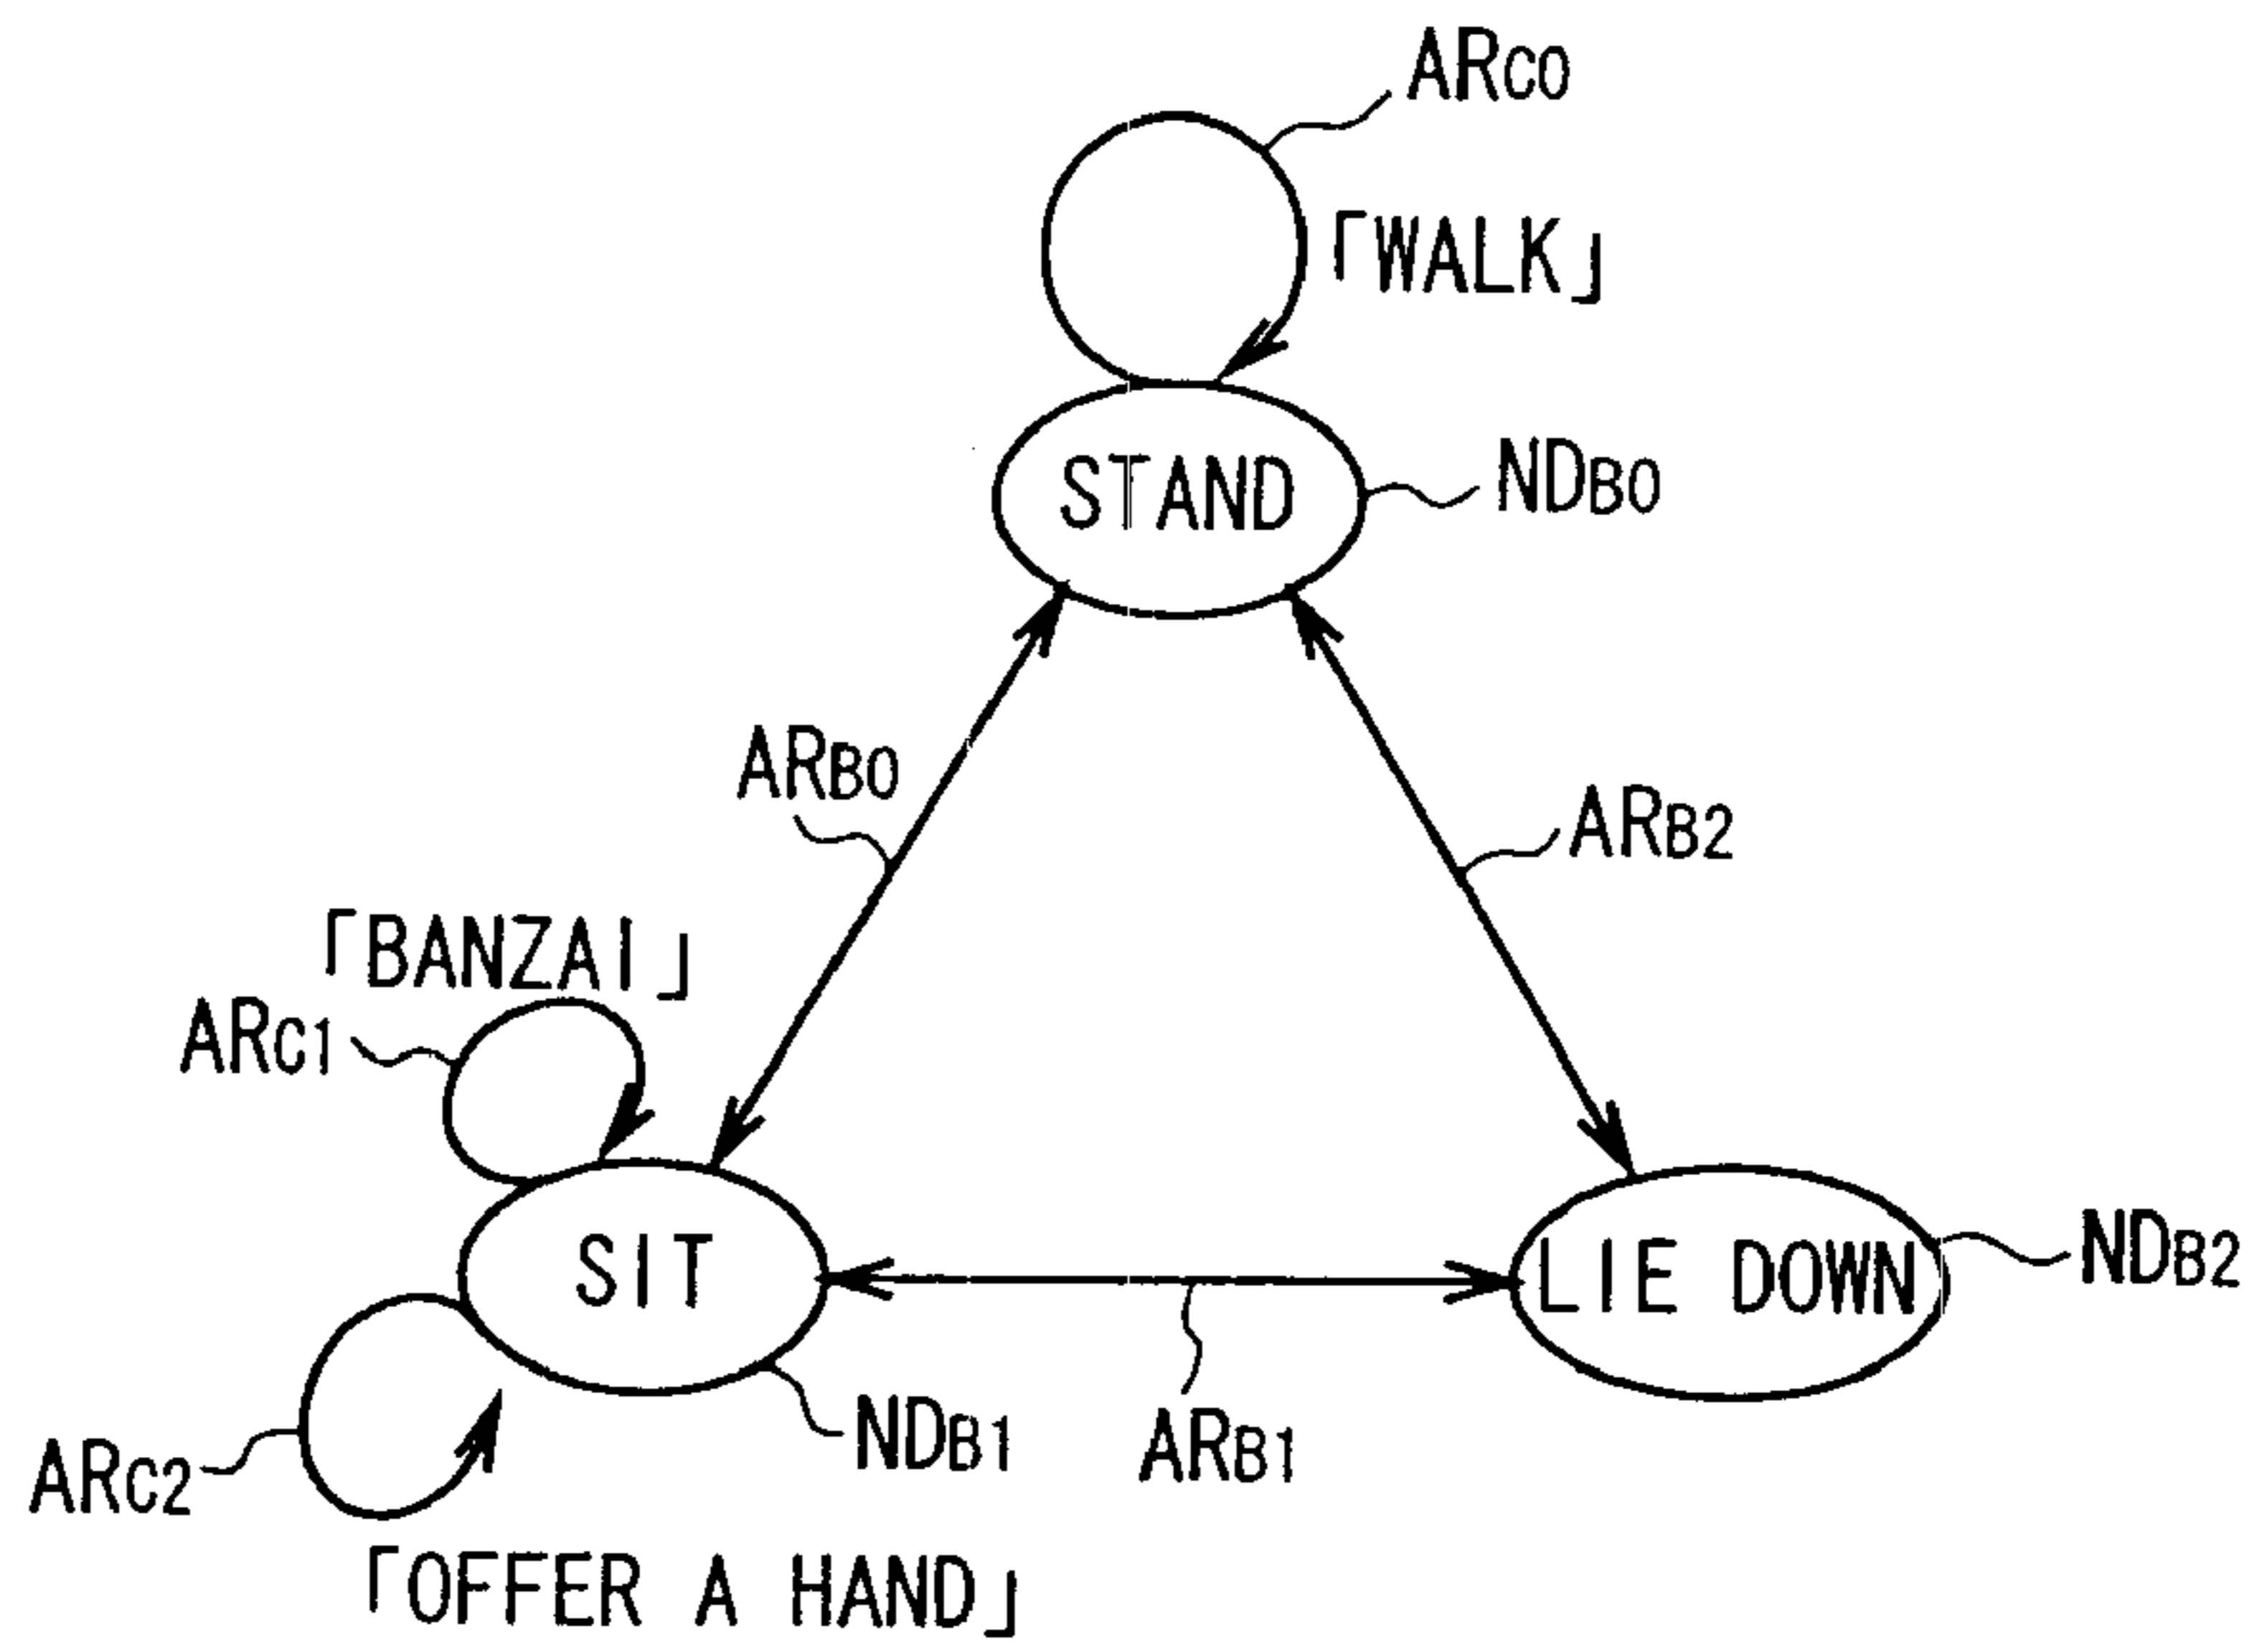 ARC0
「WALK」
STAND
NDB0
ARB0
ARB2
「BANZAI」
ARC1
SIT
LIE DOWN
NDB2
NDB1
ARB1
ARC2
「OFFER A HAND」